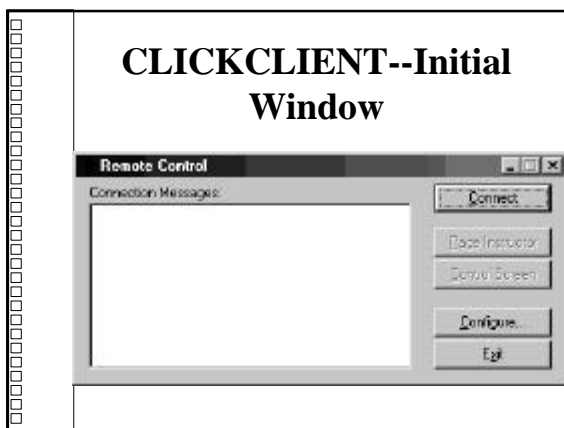 CLICKCLIENT--Initial
Window
Remote Control
Connection Messages:
Connect
Page Instructor
Control Screen
Configure...
Exit